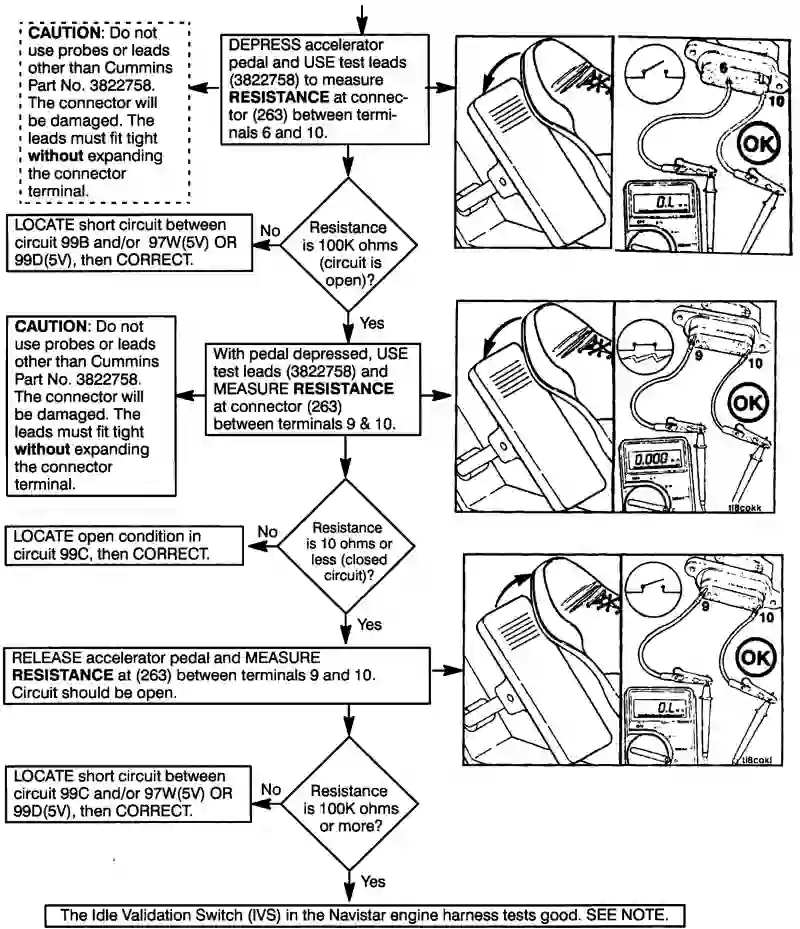 CAUTION: Do not
use probes or leads
other than Cummins
Part No. 3822758.
The connector will
be damaged. The
leads must fit tight
without expanding
the connector
terminal.
DEPRESS accelerator
pedal and USE test leads
(3822758) to measure
RESISTANCE at connec-
tor (263) between termi-
nals 6 and 10.
6
10
OK
0.L
LOCATE short circuit between
circuit 99B and/or 97W(5V) OR
99D(5V), then CORRECT.
No
Resistance
is 100K ohms
(circuit is
open)?
Yes
CAUTION: Do not
use probes or leads
other than Cummins
Part No. 3822758.
The connector will
be damaged. The
leads must fit tight
without expanding
the connector
terminal.
With pedal depressed, USE
test leads (3822758) and
MEASURE RESISTANCE
at connector (263)
between terminals 9 & 10.
9
10
OK
0.000
tl8cokk
LOCATE open condition in
circuit 99C, then CORRECT.
No
Resistance
is 10 ohms or
less (closed
circuit)?
Yes
RELEASE accelerator pedal and MEASURE
RESISTANCE at (263) between terminals 9 and 10.
Circuit should be open.
9
10
OK
0.L
tl8cokl
LOCATE short circuit between
circuit 99C and/or 97W(5V) OR
99D(5V), then CORRECT.
No
Resistance
is 100K ohms
or more?
Yes
The Idle Validation Switch (IVS) in the Navistar engine harness tests good. SEE NOTE.